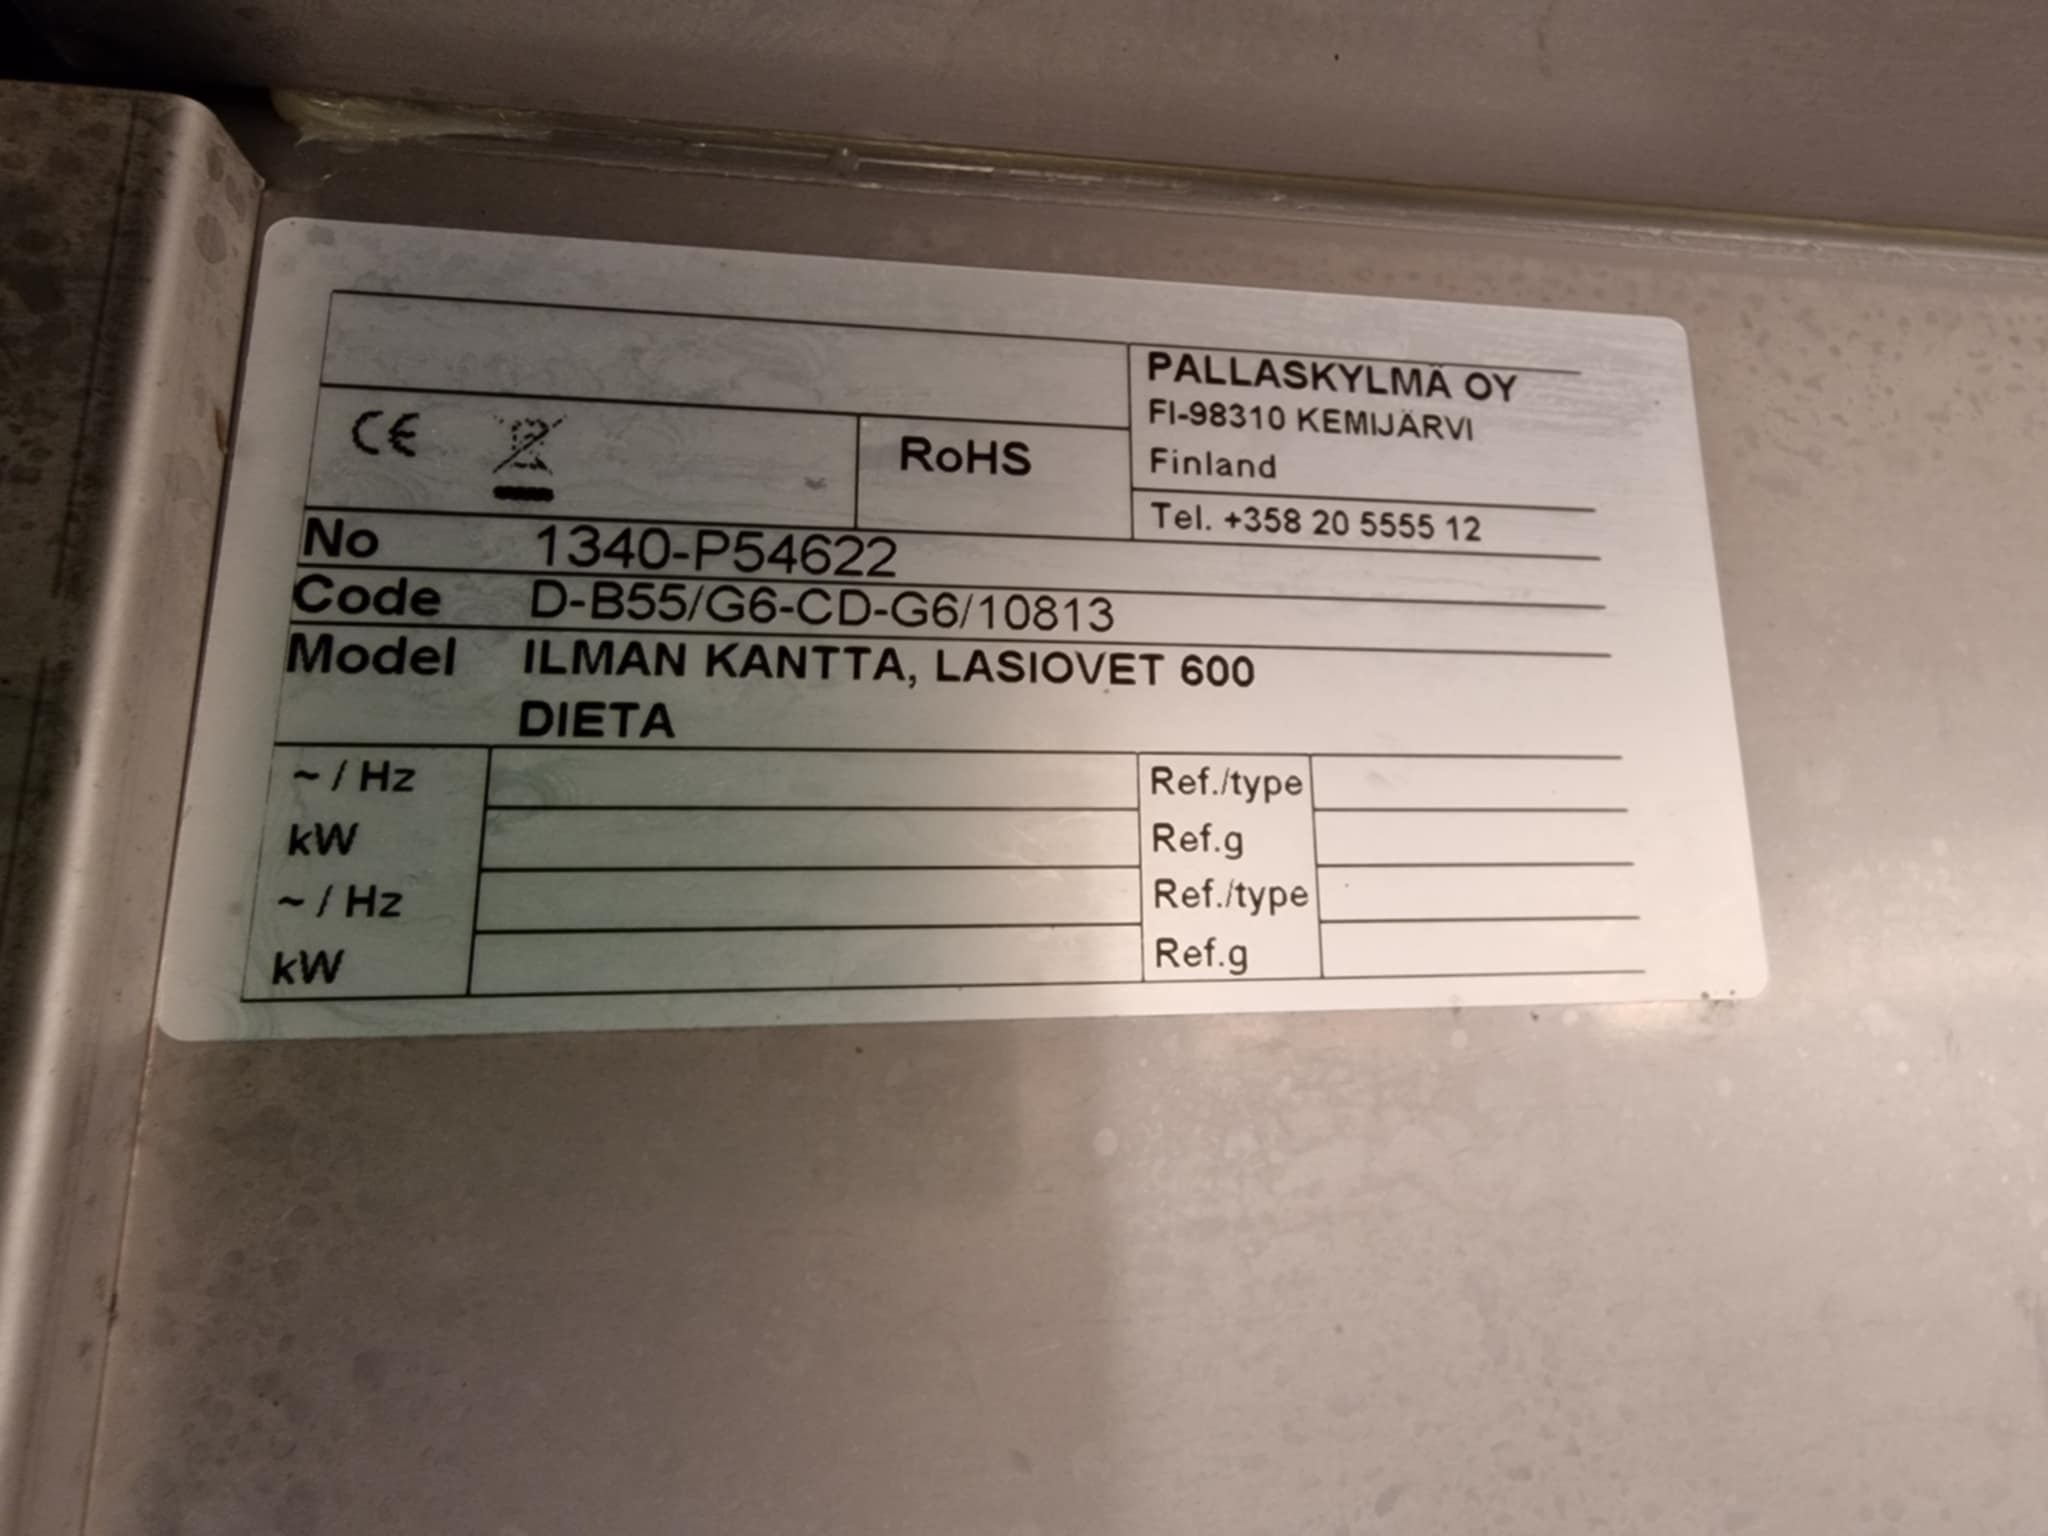 PALLASKYLMÄ OY
FI-98310 KEMIJÄRVI
Finland
CE
RoHS
Tel. +358 20 5555 12
No 1340-P54622
Code D-B55/G6-CD-G6/10813
Model ILMAN KANTTA, LASIOVET 600
DIETA
~ / Hz Ref./type
kW Ref.g
~ / Hz Ref./type
kW Ref.g